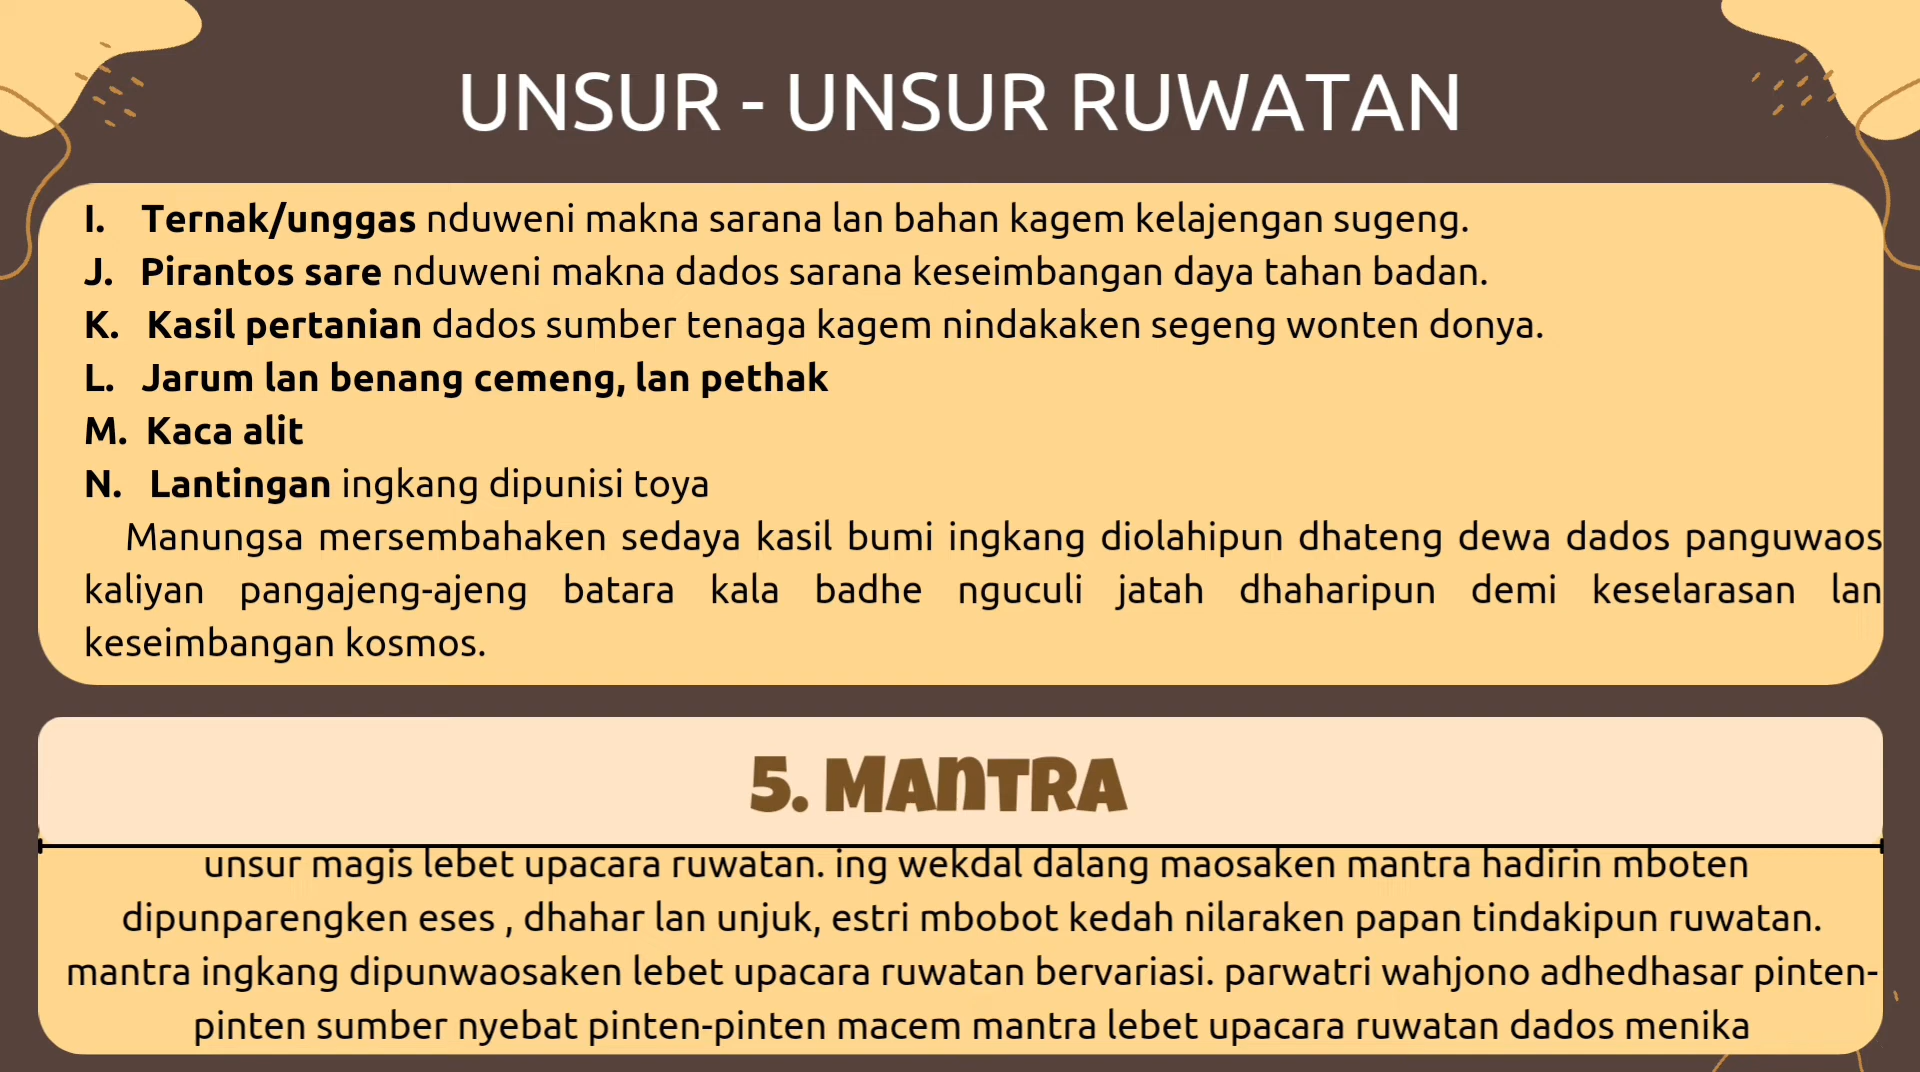 UNSUR - UNSUR RUWATAN
I. Ternak/unggas nduweni makna sarana lan bahan kagem kelajengan sugeng.
J. Pirantos sare nduweni makna dados sarana keseimbangan daya tahan badan.
K. Kasil pertanian dados sumber tenaga kagem nindakaken segeng wonten donya.
L. Jarum lan benang cemeng, lan pethak
M. Kaca alit
N. Lantingan ingkang dipunisi toya
Manungsa mersembahaken sedaya kasil bumi ingkang diolahipun dhateng dewa dados panguwaos
kaliyan pangajeng-ajeng batara kala badhe nguculi jatah dhaharipun demi keselarasan lan
keseimbangan kosmos.
5. MANTRA
unsur magis lebet upacara ruwatan. ing wekdal dalang maosaken mantra hadirin mboten
dipunparengken eses , dhahar lan unjuk, estri mbobot kedah nilaraken papan tindakipun ruwatan.
mantra ingkang dipunwaosaken lebet upacara ruwatan bervariasi. parwatri wahjono adhedhasar pinten-
pinten sumber nyebat pinten-pinten macem mantra lebet upacara ruwatan dados menika